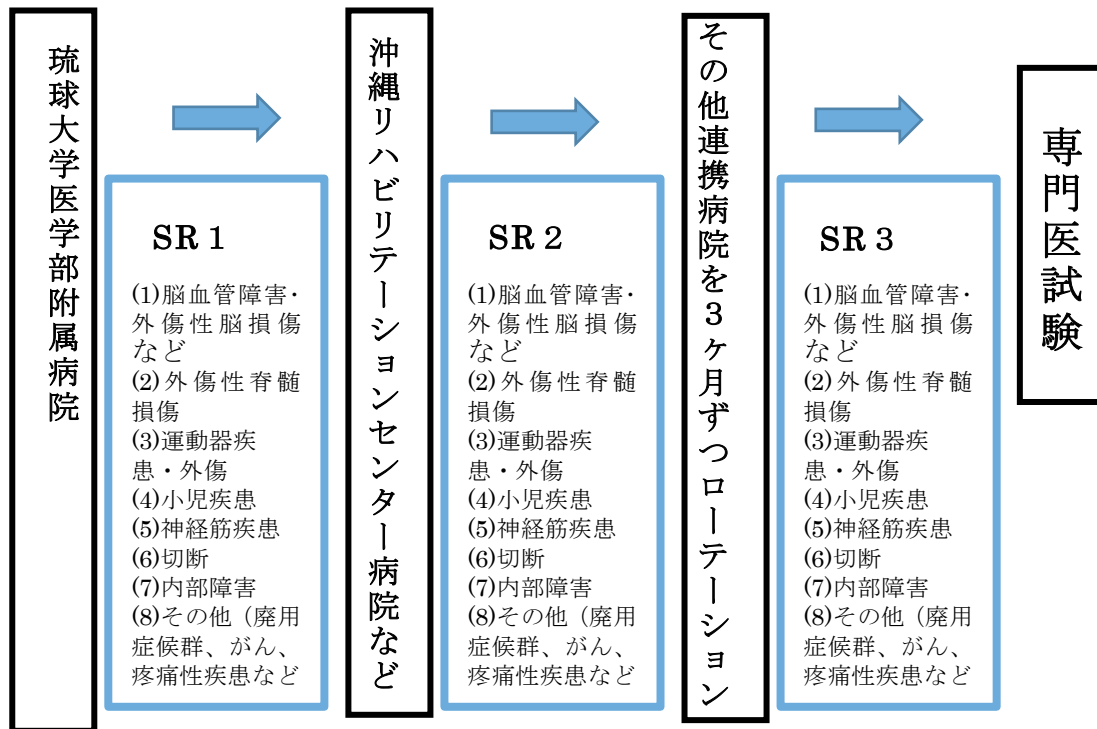 琉球大学医学部附属病院
SR 1
(1)脳血管障害・
外傷性脳損傷
など
(2)外傷性脊髄
損傷
(3)運動器疾
患・外傷
(4)小児疾患
(5)神経筋疾患
(6)切断
(7)内部障害
(8)その他（廃用
症候群、がん、
疼痛性疾患など
沖縄リハビリテーションセンター病院など
SR 2
(1)脳血管障害・
外傷性脳損傷
など
(2)外傷性脊髄
損傷
(3)運動器疾
患・外傷
(4)小児疾患
(5)神経筋疾患
(6)切断
(7)内部障害
(8)その他（廃用
症候群、がん、
疼痛性疾患など
その他連携病院を３ヶ月ずつローテーション
SR 3
(1)脳血管障害・
外傷性脳損傷
など
(2)外傷性脊髄
損傷
(3)運動器疾
患・外傷
(4)小児疾患
(5)神経筋疾患
(6)切断
(7)内部障害
(8)その他（廃用
症候群、がん、
疼痛性疾患など
専門医試験